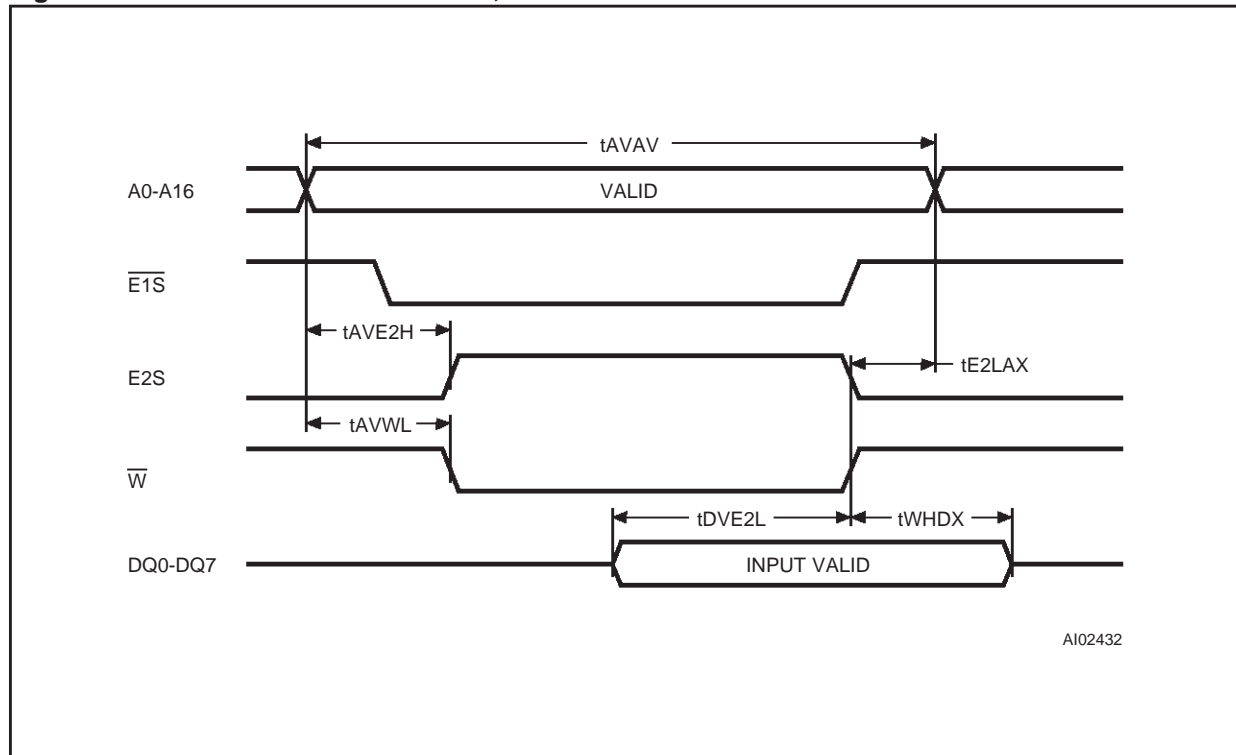 tAVAV
A0-A16
VALID
E1S
tAVE2H
E2S
tE2LAX
tAVWL
W
tDVE2L
tWHDX
DQ0-DQ7
INPUT VALID
AI02432